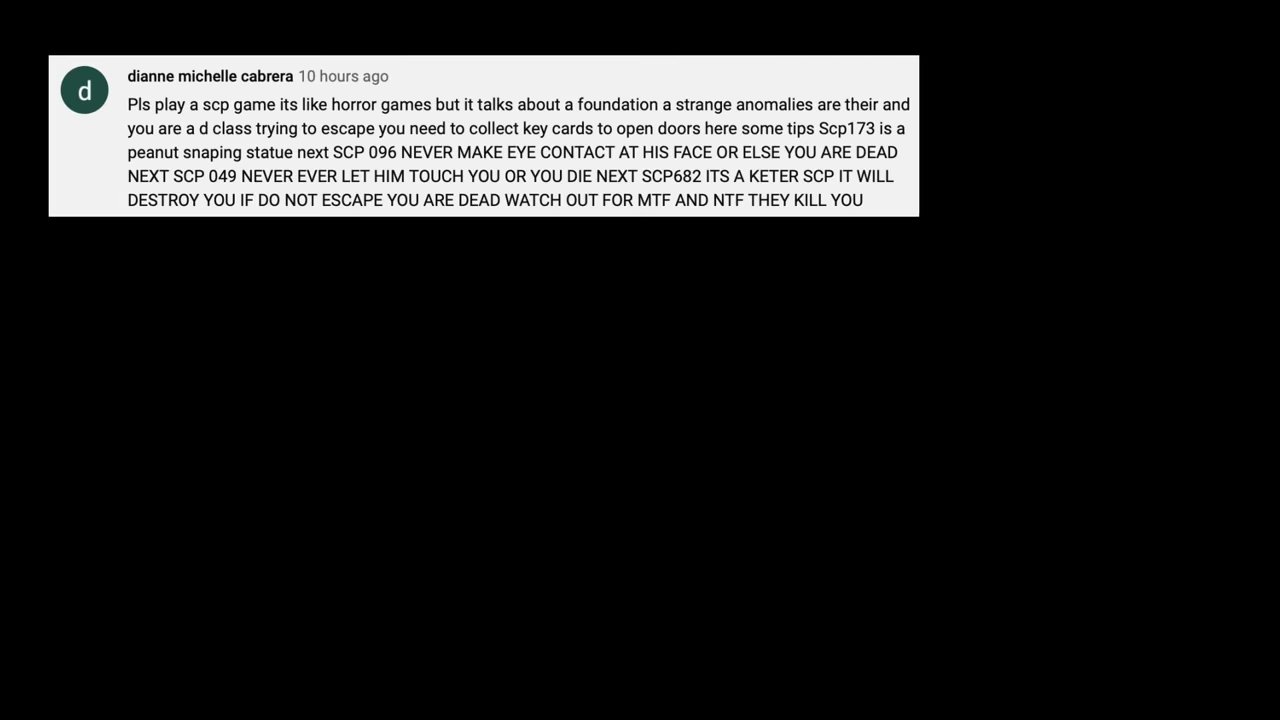 d
dianne michelle cabrera 10 hours ago
Pls play a scp game its like horror games but it talks about a foundation a strange anomalies are their and
you are a d class trying to escape you need to collect key cards to open doors here some tips Scp173 is a
peanut snaping statue next SCP 096 NEVER MAKE EYE CONTACT AT HIS FACE OR ELSE YOU ARE DEAD
NEXT SCP 049 NEVER EVER LET HIM TOUCH YOU OR YOU DIE NEXT SCP682 ITS A KETER SCP IT WILL
DESTROY YOU IF DO NOT ESCAPE YOU ARE DEAD WATCH OUT FOR MTF AND NTF THEY KILL YOU